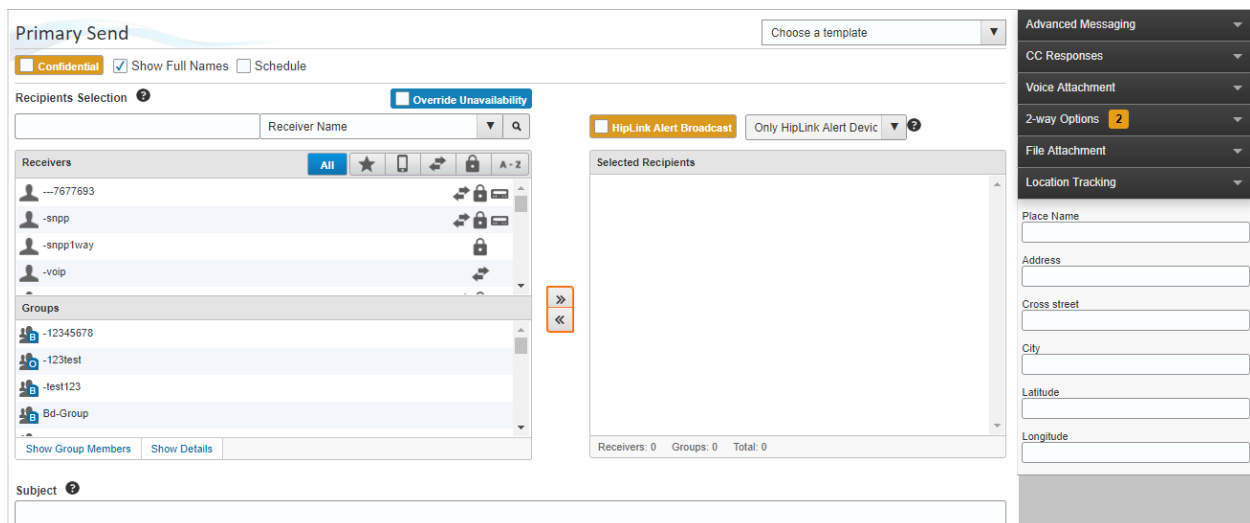 Primary Send
Choose a template
Confidential Show Full Names Schedule
Recipients Selection ?
Override Unavailability
Receiver Name
HipLink Alert Broadcast
Only HipLink Alert Devic ?
Receivers
All
A - Z
---7677693
-snpp
-snpp1way
-voip
Groups
B -12345678
O -123test
B -test123
B Bd-Group
Show Group Members Show Details
Selected Recipients
Receivers: 0 Groups: 0 Total: 0
Subject ?
Advanced Messaging
CC Responses
Voice Attachment
2-way Options 2
File Attachment
Location Tracking
Place Name
Address
Cross street
City
Latitude
Longitude